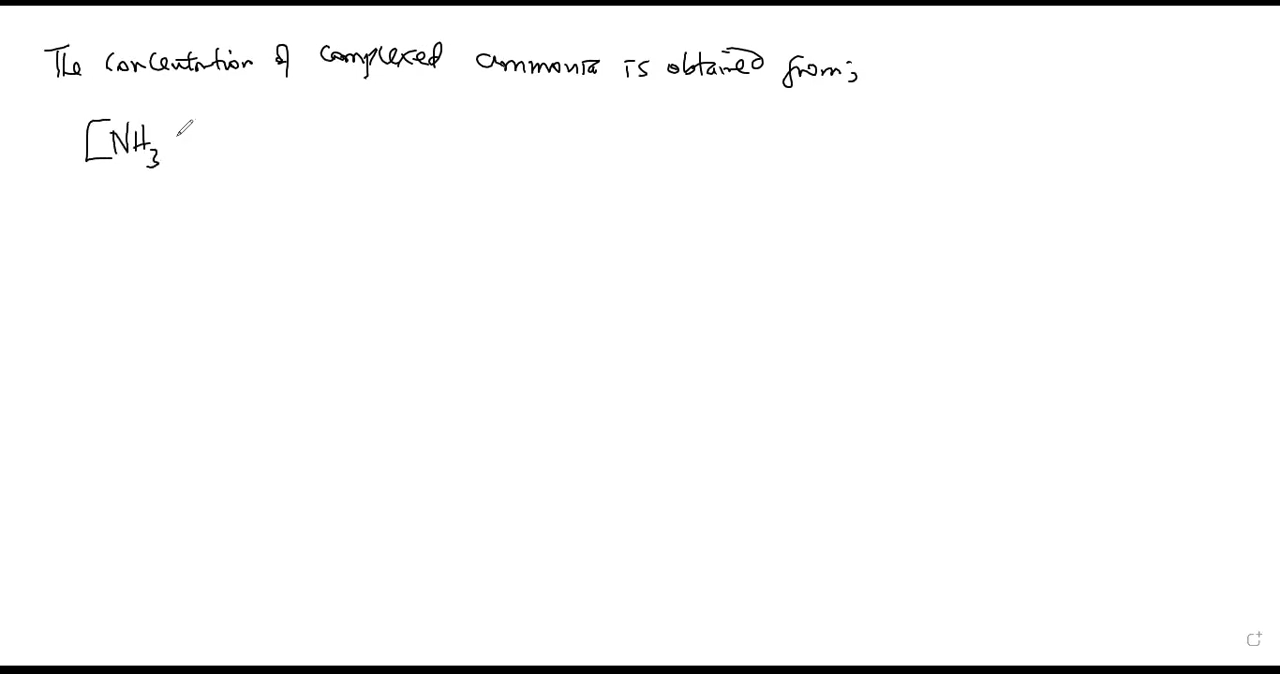 The concentration of complexed ammonia is obtained from;
[NH3